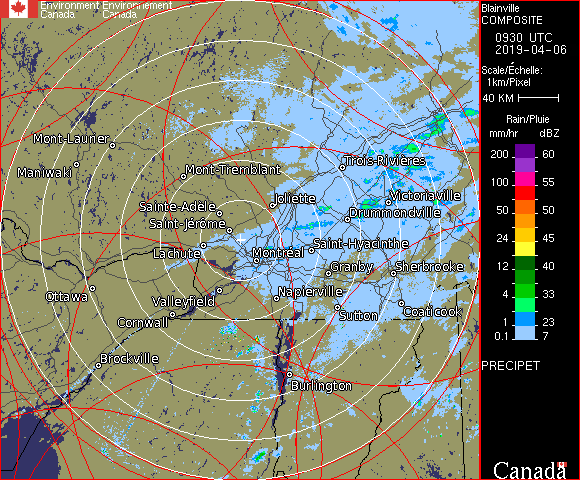 Environment Environnement
Canada Canada
Blainville
COMPOSITE
0930 UTC
2019-04-06
Scale/Échelle:
1km/Pixel
40 KM
Rain/Pluie
mm/hr dBZ
200 60
100 55
50 50
24 45
12 40
4 33
1 23
0.1 7
PRECIPET
Canada
Mont-Laurier
Maniwaki
Mont-Tremblant
Trois-Rivières
Sainte-Adele
Joliette
Victoriaville
Saint-Jérôme
Drummondville
Lachute
Montréal
Saint-Hyacinthe
Granby
Sherbrooke
Ottawa
Valleyfield
Napierville
Cornwall
Sutton
Coaticook
Brockville
Burlington